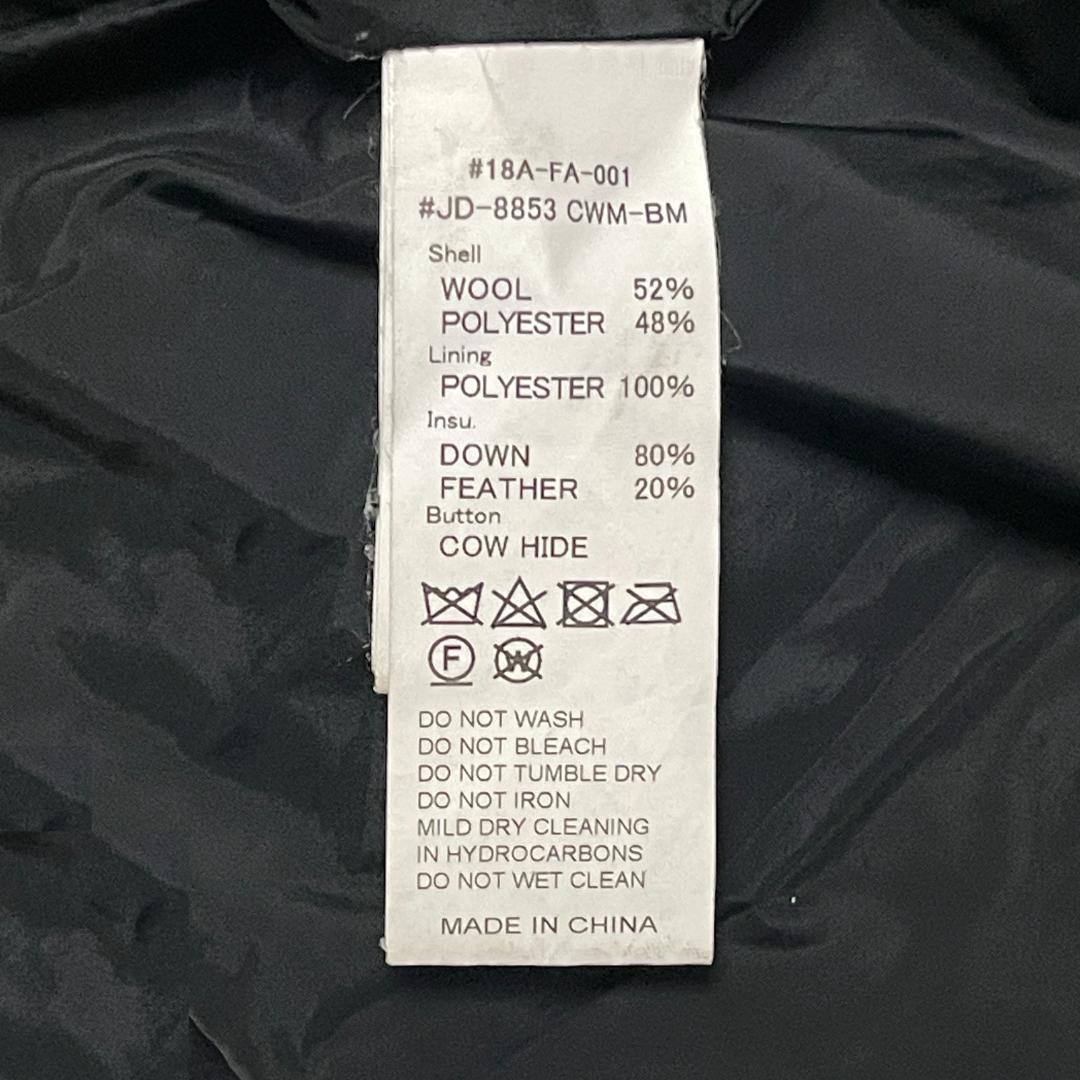 #18A-FA-001
#JD-8853 CWM-BM
Shell
WOOL 52%
POLYESTER 48%
Lining
POLYESTER 100%
Insu.
DOWN 80%
FEATHER 20%
Button
COW HIDE
F W
DO NOT WASH
DO NOT BLEACH
DO NOT TUMBLE DRY
DO NOT IRON
MILD DRY CLEANING
IN HYDROCARBONS
DO NOT WET CLEAN
MADE IN CHINA